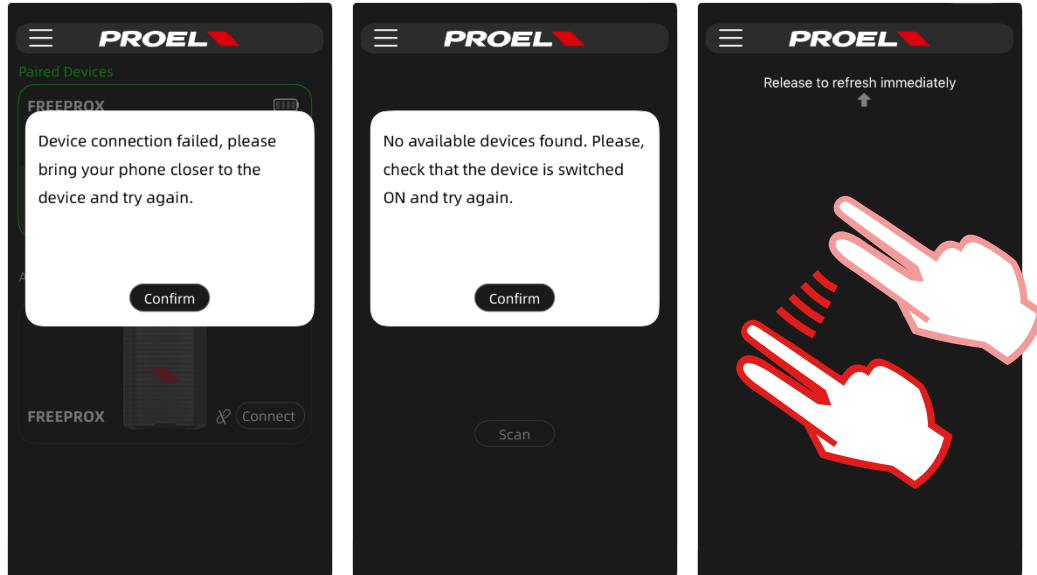 PROEL
Paired Devices
FREEPROX
Device connection failed, please
bring your phone closer to the
device and try again.
Confirm
FREEPROX
Connect
PROEL
No available devices found. Please,
check that the device is switched
ON and try again.
Confirm
Scan
PROEL
Release to refresh immediately